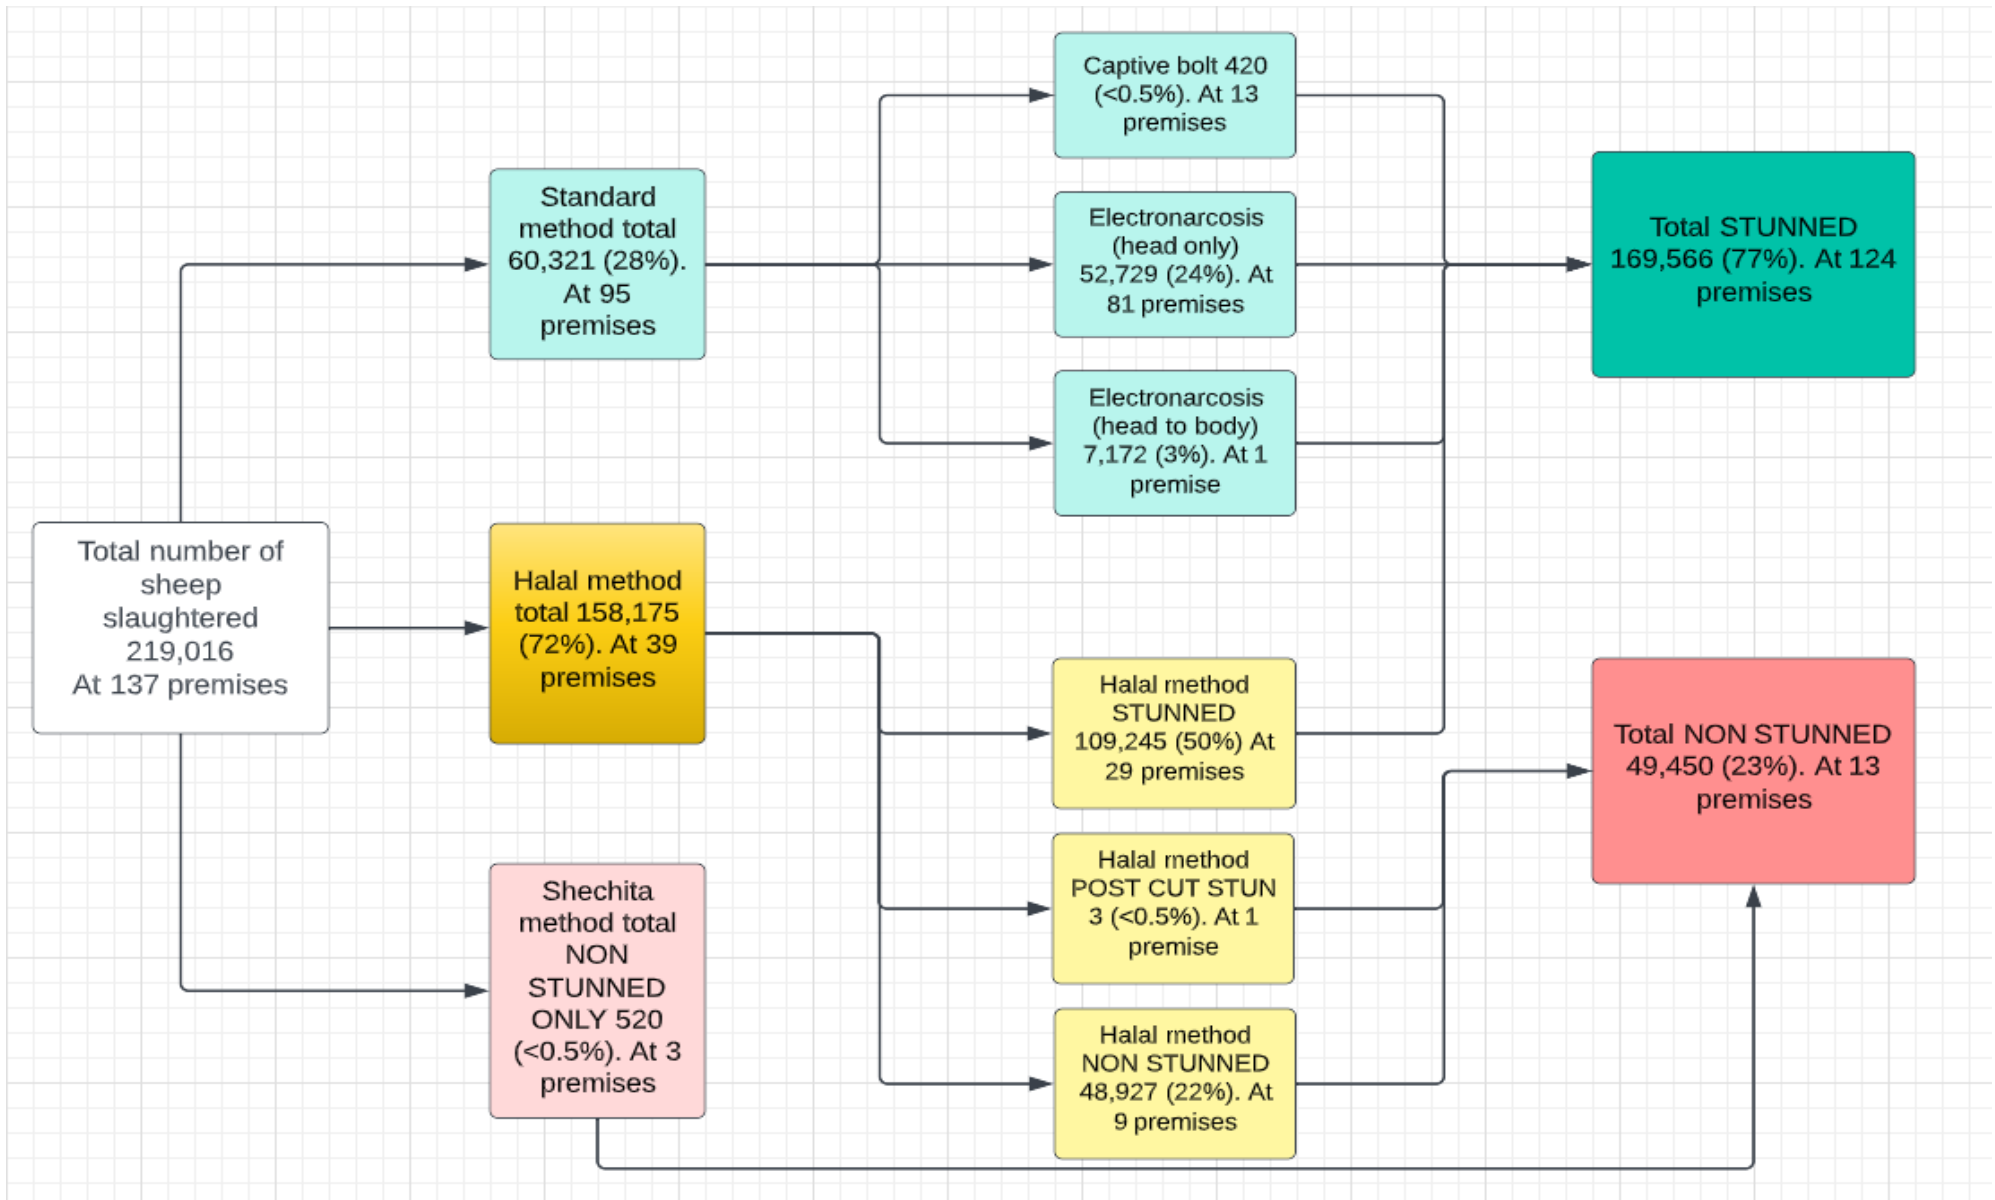 Total number of
sheep
slaughtered
219,016
At 137 premises
Standard
method total
60,321 (28%).
At 95
premises
Halal method
total 158,175
(72%). At 39
premises
Shechita
method total
NON
STUNNED
ONLY 520
(<0.5%). At 3
premises
Captive bolt 420
(<0.5%). At 13
premises
Electronarcosis
(head only)
52,729 (24%). At
81 premises
Electronarcosis
(head to body)
7,172 (3%). At 1
premise
Halal method
STUNNED
109,245 (50%) At
29 premises
Halal method
POST CUT STUN
3 (<0.5%). At 1
premise
Halal method
NON STUNNED
48,927 (22%). At
9 premises
Total STUNNED
169,566 (77%). At 124
premises
Total NON STUNNED
49,450 (23%). At 13
premises